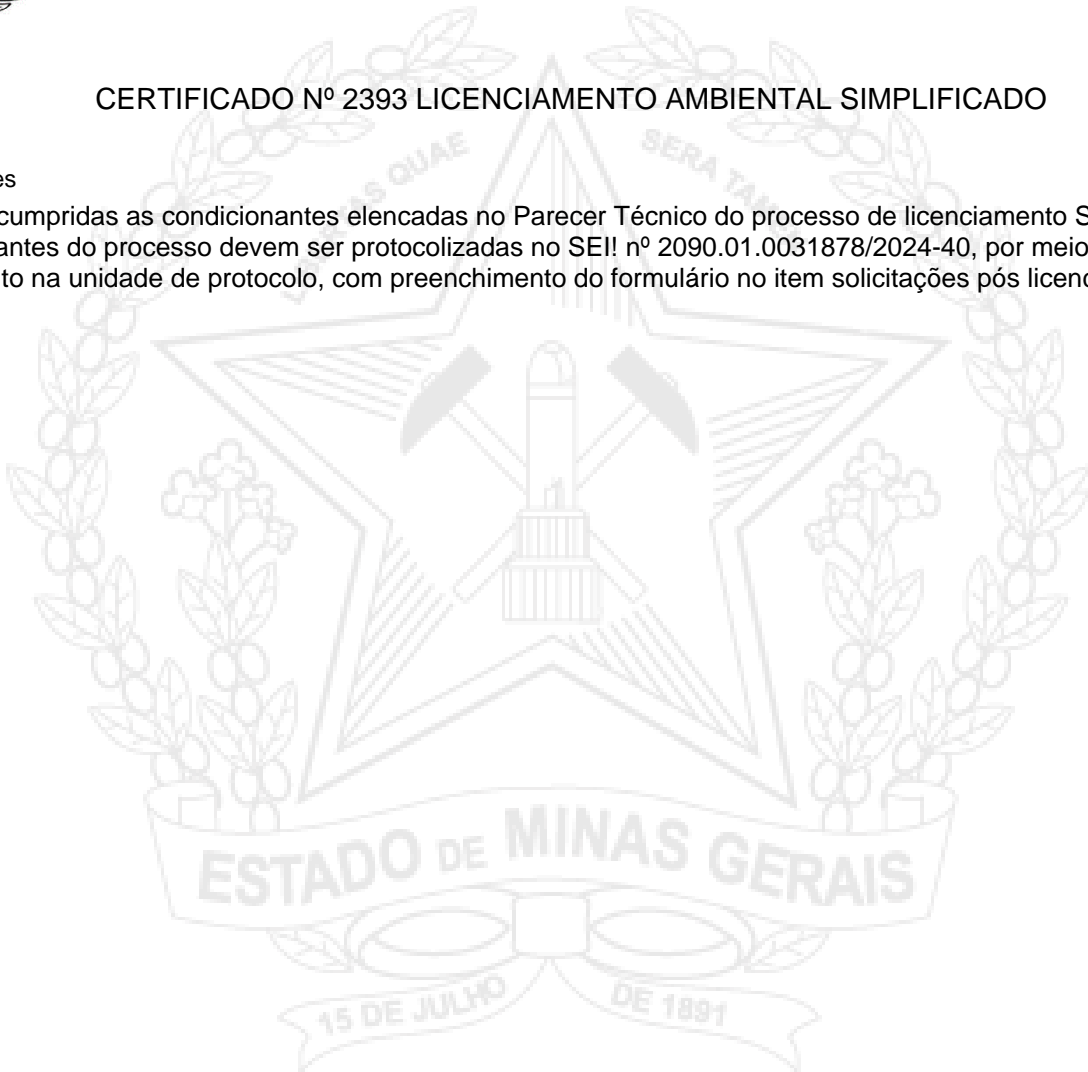 CERTIFICADO Nº 2393 LICENCIAMENTO AMBIENTAL SIMPLIFICADO
es
cumpridas as condicionantes elencadas no Parecer Técnico do processo de licenciamento S
antes do processo devem ser protocolizadas no SEI! nº 2090.01.0031878/2024-40, por meio
to na unidade de protocolo, com preenchimento do formulário no item solicitações pós licenc
QUAE SERA
ESTADO DE MINAS GERAIS
15 DE JULHO DE 1891